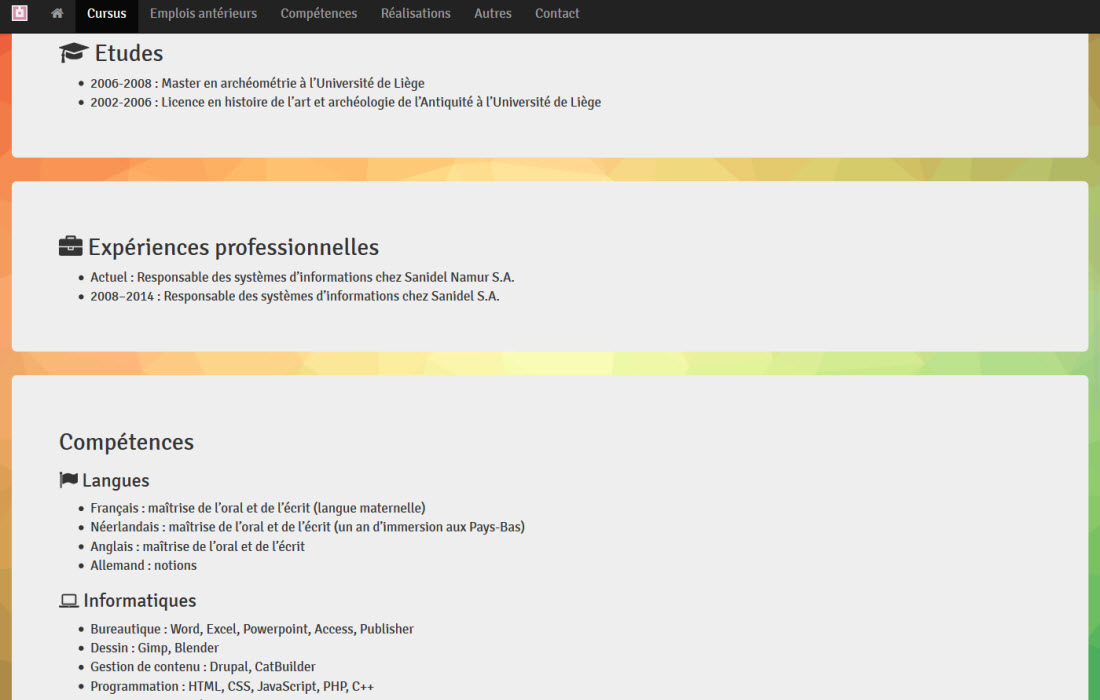 Cursus Emplois antérieurs Compétences Réalisations Autres Contact
Etudes
2006-2008 : Master en archéométrie à l'Université de Liège
2002-2006 : Licence en histoire de l'art et archéologie de l'Antiquité à l'Université de Liège
Expériences professionnelles
Actuel : Responsable des systèmes d'informations chez Sanidel Namur S.A.
2008–2014 : Responsable des systèmes d'informations chez Sanidel S.A.
Compétences
Langues
Français : maîtrise de l'oral et de l'écrit (langue maternelle)
Néerlandais : maîtrise de l'oral et de l'écrit (un an d'immersion aux Pays-Bas)
Anglais : maîtrise de l'oral et de l'écrit
Allemand : notions
Informatiques
Bureautique : Word, Excel, Powerpoint, Access, Publisher
Dessin : Gimp, Blender
Gestion de contenu : Drupal, CatBuilder
Programmation : HTML, CSS, JavaScript, PHP, C++